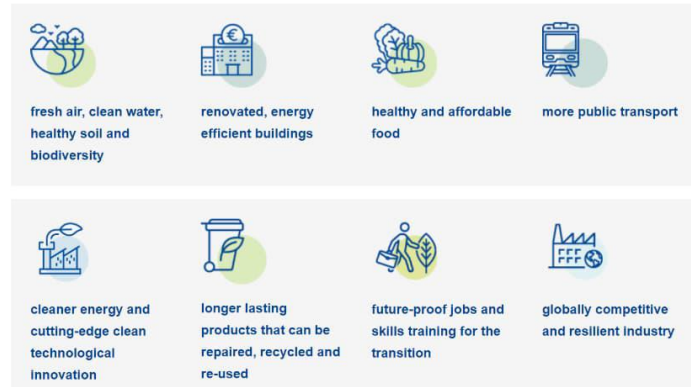 fresh air, clean water,
healthy soil and
biodiversity
renovated, energy
efficient buildings
healthy and affordable
food
more public transport
cleaner energy and
cutting-edge clean
technological
innovation
longer lasting
products that can be
repaired, recycled and
re-used
future-proof jobs and
skills training for the
transition
globally competitive
and resilient industry